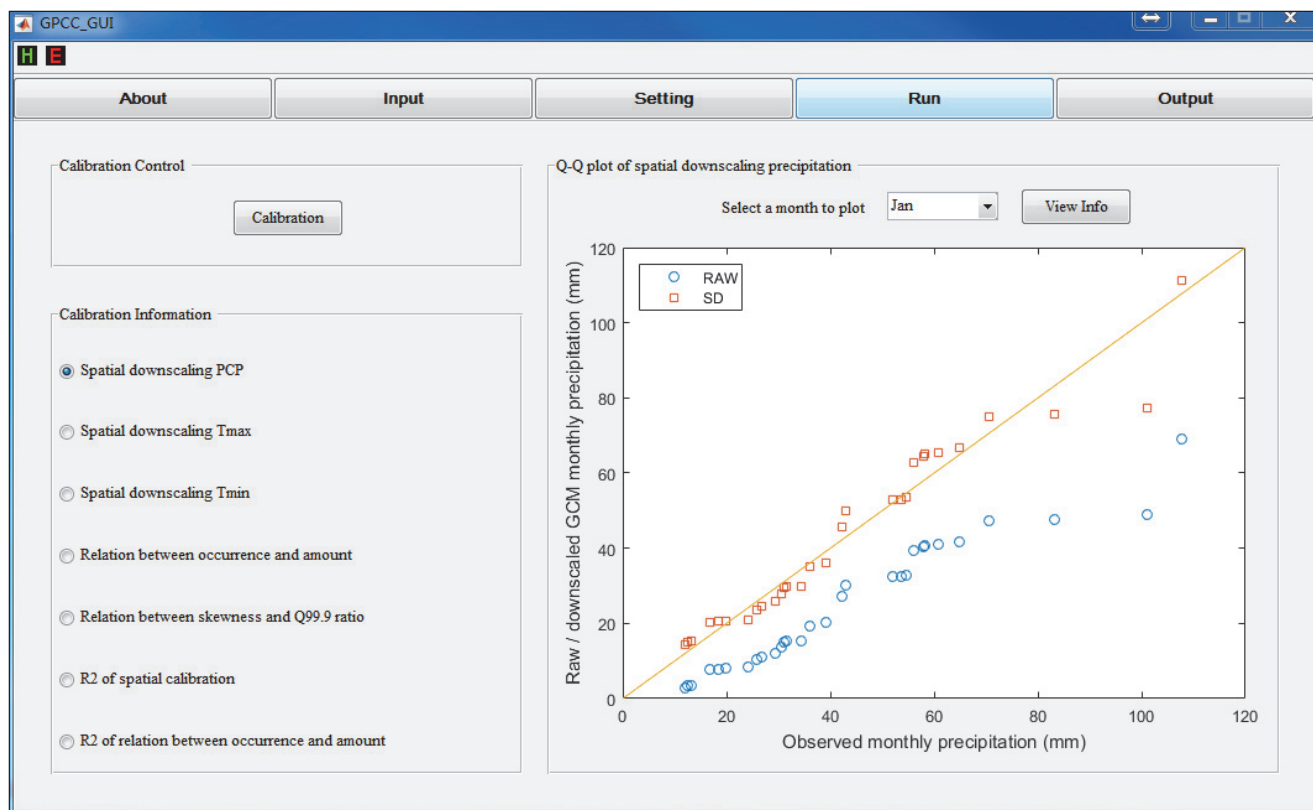 GPCC_GUI
H E
About Input Setting Run Output
Calibration Control
Calibration
Calibration Information
Spatial downscaling PCP
Spatial downscaling Tmax
Spatial downscaling Tmin
Relation between occurrence and amount
Relation between skewness and Q99.9 ratio
R2 of spatial calibration
R2 of relation between occurrence and amount
Q-Q plot of spatial downscaling precipitation
Select a month to plot Jan View Info
RAW
SD
Raw / downscaled GCM monthly precipitation (mm)
120
100
80
60
40
20
0
0 20 40 60 80 100 120
Observed monthly precipitation (mm)